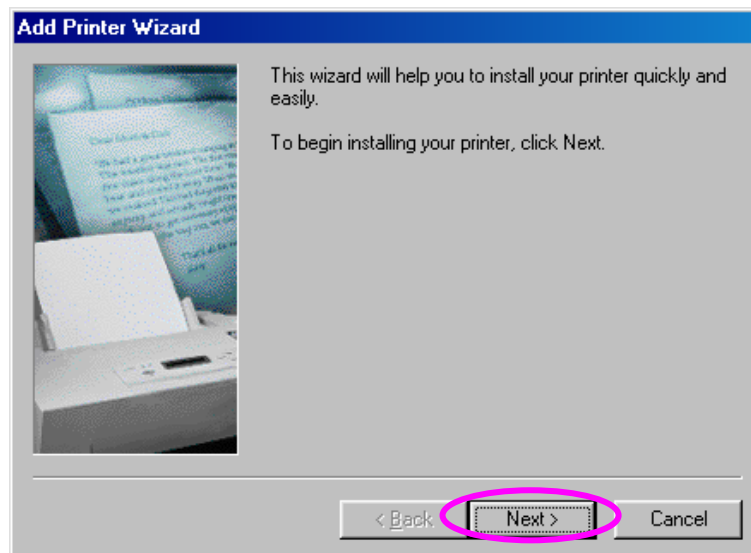 Add Printer Wizard
This wizard will help you to install your printer quickly and
easily.
To begin installing your printer, click Next.
< Back
Next >
Cancel